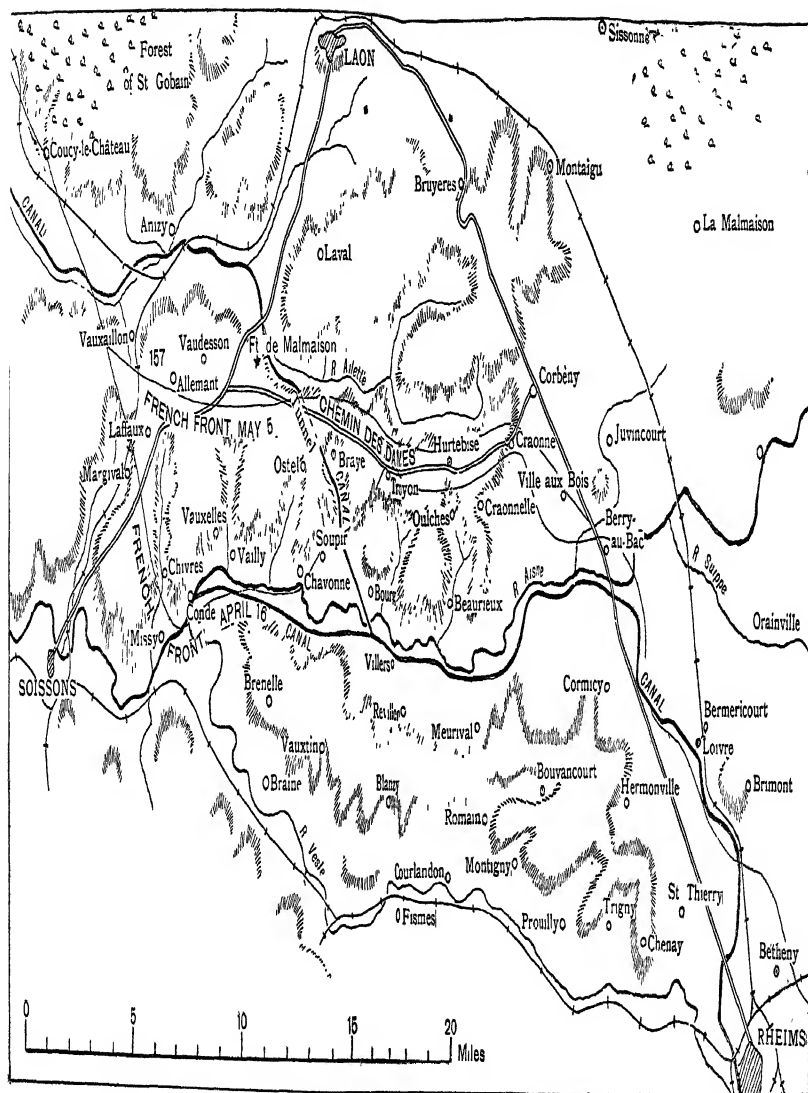 Forest
of St Gobain
LAON
Sissonne
Coucy-le-Château
Bruyeres
Montaigu
CANAL
Anizy
La Malmaison
Laval
Vauxaillon
157
Vaudesson
Ft de Malmaison
R Ailette
Allemant
Corbény
CHEMIN DES DAMES
FRENCH FRONT, MAY 5.
Laffaux
Hurtebise
Craonne
Juvincourt
Braye
Margival
Ostel
CANAL
Ville aux Bois
Oulches
Craonnelle
Vauxelles
Berry
au-Bac
Soupir
Vailly
FRENCH
Chivres
Chavonne
R Aisne
R Suippe
Conde
APRIL 16
Bourg
Beaurieux
Orainville
Missy
FRONT
CANAL
Villers
SOISSONS
Brenelle
Cormicy
CANAL
Revillon
Meurival
Bermericourt
Loivre
Vauxtin
Braine
Blanzy
Bouvancourt
Hermonville
Brimont
Romain
R Vesle
Courlandon
Montigny
St Thierry
Fismes
Prouilly
Trigny
Chenay
Bétheny
0 5 10 15 20
Miles
RHEIMS